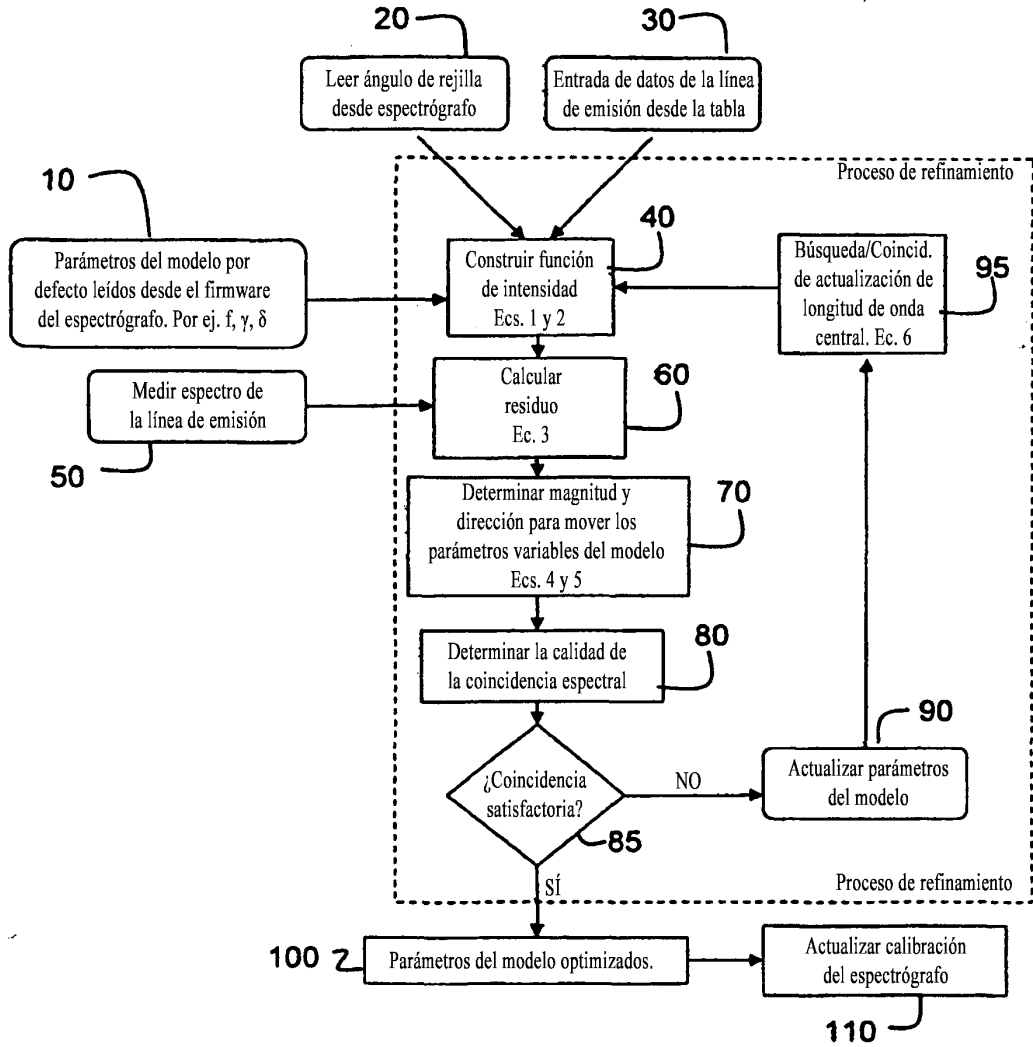 20
30
Leer ángulo de rejilla
desde espectrógrafo
Entrada de datos de la línea
de emisión desde la tabla
Proceso de refinamiento
10
Parámetros del modelo por
defecto leídos desde el firmware
del espectrógrafo. Por ej. f, γ, δ
40
Construir función
de intensidad
Ecs. 1 y 2
Búsqueda/Coincid.
de actualización de
longitud de onda
central. Ec. 6
95
Medir espectro de
la línea de emisión
50
Calcular
residuo
Ec. 3
60
Determinar magnitud y
dirección para mover los
parámetros variables del modelo
Ecs. 4 y 5
70
Determinar la calidad de
la coincidencia espectral
80
¿Coincidencia
satisfactoria?
85
NO
90
Actualizar parámetros
del modelo
SÍ
Proceso de refinamiento
100
Parámetros del modelo optimizados.
Actualizar calibración
del espectrógrafo
110